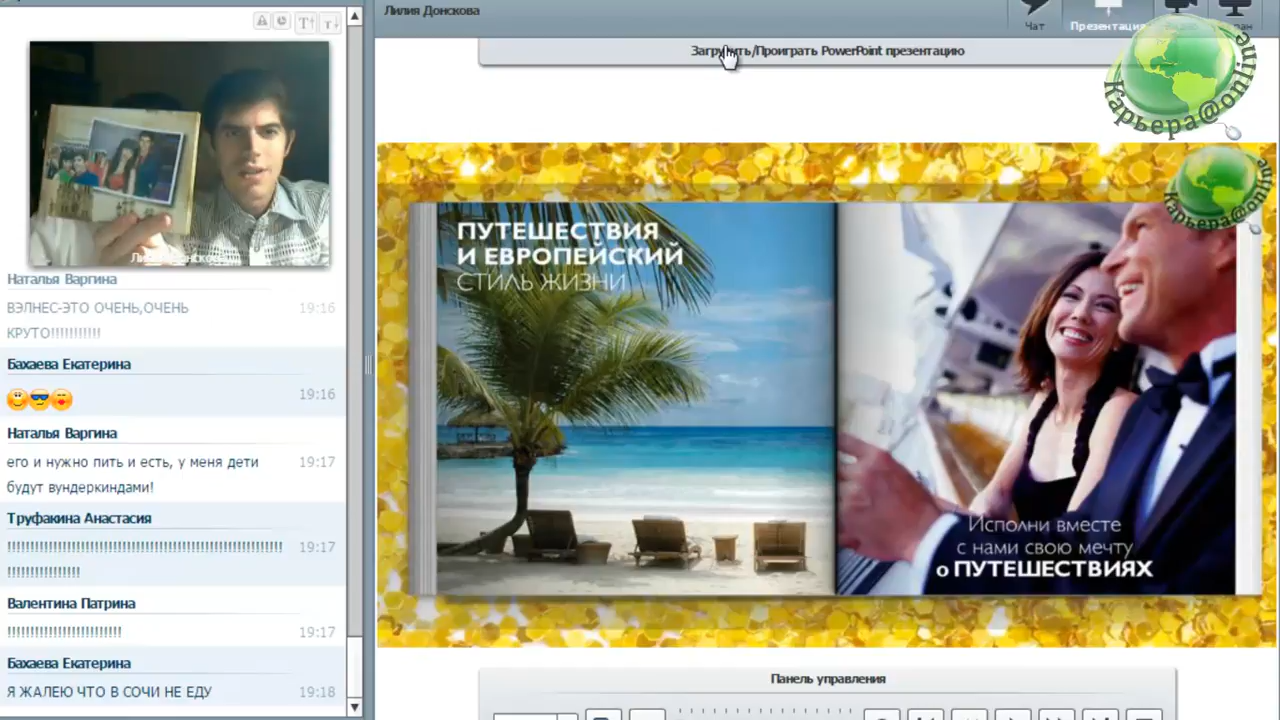 Лилия Донскова
Наталья Варгина
ВЭЛНЕС-ЭТО ОЧЕНЬ,ОЧЕНЬ
19:16
КРУТО!!!!!!!!!!!
Бахаева Екатерина
19:16
Наталья Варгина
его и нужно пить и есть, у меня дети
19:17
будут вундеркиндами!
Труфакина Анастасия
!!!!!!!!!!!!!!!!!!!!!!!!!!!!!!!!!!!!!!!!!!!!!!!!!!!!!!!!!!!!
19:17
!!!!!!!!!!!!!!!!
Валентина Патрина
!!!!!!!!!!!!!!!!!!!!!!!!!
19:17
Бахаева Екатерина
Я ЖАЛЕЮ ЧТО В СОЧИ НЕ ЕДУ
19:18
Лилия Донскова
Чат
Презентация
Загрузить/Проиграть PowerPoint презентацию
Карьера@online
Карьера@online
ПУТЕШЕСТВИЯ
И ЕВРОПЕЙСКИЙ
СТИЛЬ ЖИЗНИ
Исполни вместе
с нами свою мечту
о ПУТЕШЕСТВИЯХ
Панель управления